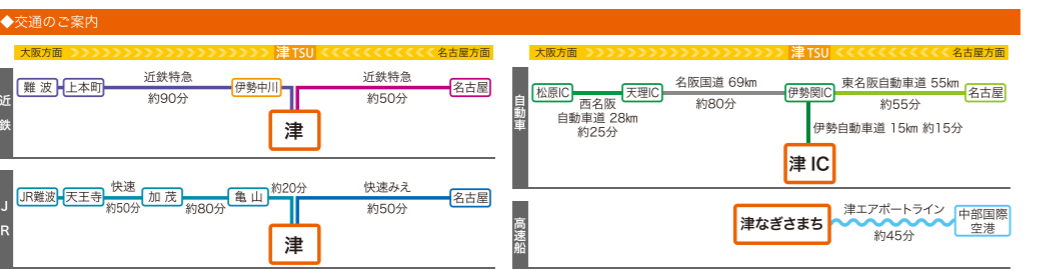 ◆交通のご案内
大阪方面 >>>>>>>>>>>>>>>>>>> 津 TSU <<<<<<<<<<< 名古屋方面
近鉄
難波 上本町 近鉄特急 約90分 伊勢中川 近鉄特急 約50分 名古屋
津
JR
JR難波 天王寺 快速 約50分 加茂 約80分 亀山 約20分 快速みえ 約50分 名古屋
津
大阪方面 >>>>>>>>>>>>>>>>>>> 津 TSU <<<<<<<<<<< 名古屋方面
自動車
松原IC 西名阪自動車道 28km 約25分 天理IC 名阪国道 69km 約80分 伊勢関IC 東名阪自動車道 55km 約55分 名古屋
伊勢自動車道 15km 約15分
津 IC
高速船
津なぎさまち 津エアポートライン 約45分 中部国際空港